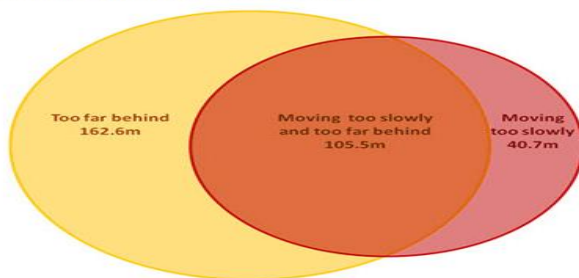 Too far behind
162.6m
Moving too slowly
and too far behind
105.5m
Moving
too slowly
40.7m